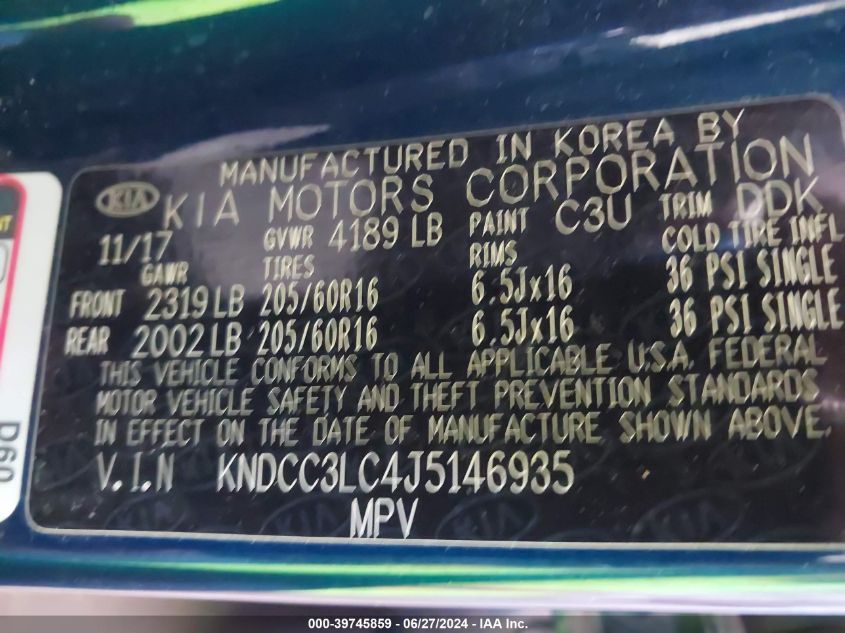 MANUFACTURED IN KOREA BY
KIA KIA MOTORS CORPORATION
11/17 GVWR 4189 LB PAINT C3U TRIM DDK
GAWR TIRES RIMS COLD TIRE INFL
FRONT 2319 LB 205/60R16 6.5Jx16 36 PSI SINGLE
REAR 2002 LB 205/60R16 6.5Jx16 36 PSI SINGLE
THIS VEHICLE CONFORMS TO ALL APPLICABLE U.S.A. FEDERAL
MOTOR VEHICLE SAFETY AND THEFT PREVENTION STANDARDS
IN EFFECT ON THE DATE OF MANUFACTURE SHOWN ABOVE.
V.I.N KNDCC3LC4J5146935
MPV
D60
000-39745859 / 06/27/2024 - IAA Inc.